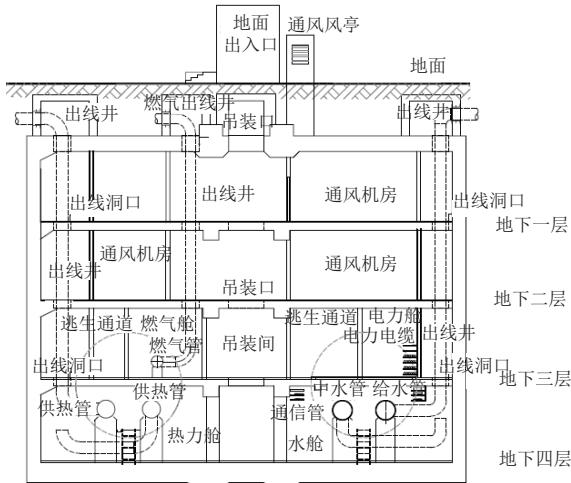 地面
出入口
通风风亭
地面
出线井
燃气出线井
吊装口
出线井
出线洞口
出线井
通风机房
出线洞口
地下一层
出线井
通风机房
吊装口
通风机房
地下二层
逃生通道
燃气舱
燃气管
吊装间
逃生通道
电力舱
电力电缆
出线井
出线洞口
出线洞口
地下三层
供热管
供热管
中水管
给水管
通信管
热力舱
水舱
地下四层